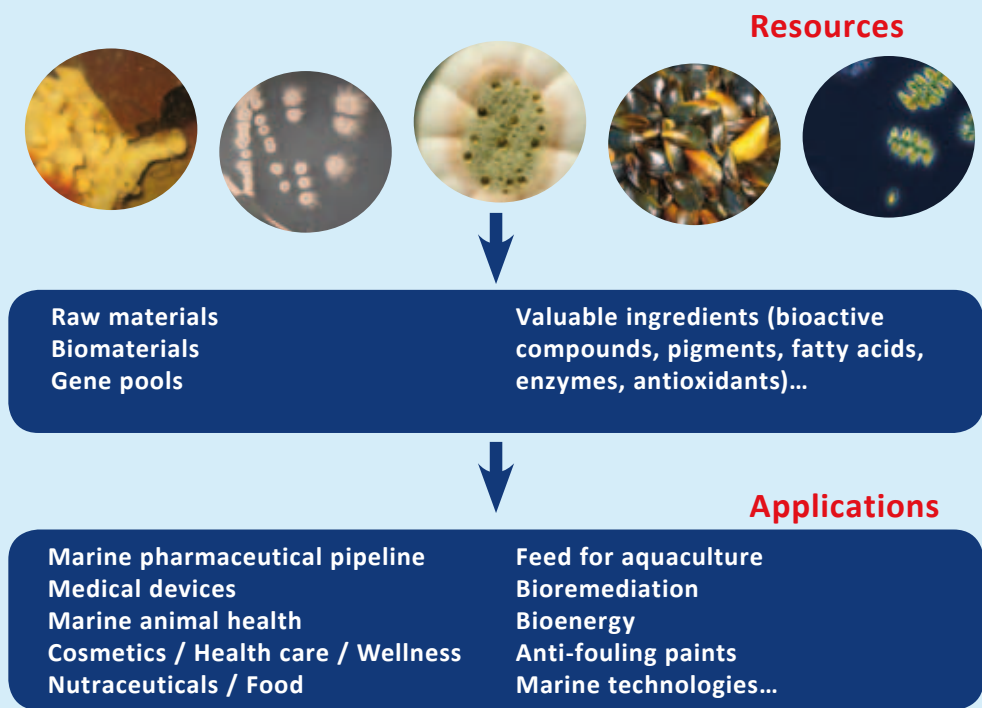 Resources
Raw materials
Biomaterials
Gene pools
Valuable ingredients (bioactive
compounds, pigments, fatty acids,
enzymes, antioxidants)…
Applications
Marine pharmaceutical pipeline
Medical devices
Marine animal health
Cosmetics / Health care / Wellness
Nutraceuticals / Food
Feed for aquaculture
Bioremediation
Bioenergy
Anti-fouling paints
Marine technologies…